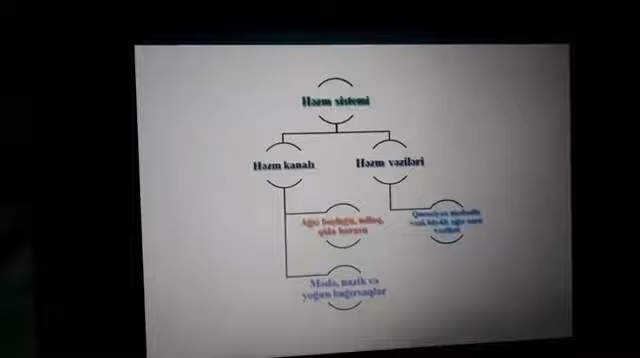 Həzm sistemi
Həzm kanalı
Həzm vəziləri
Ağız boşluğu, udlaq,
qida borusu
Mədə, nazik və
yoğun bağırsaqlar